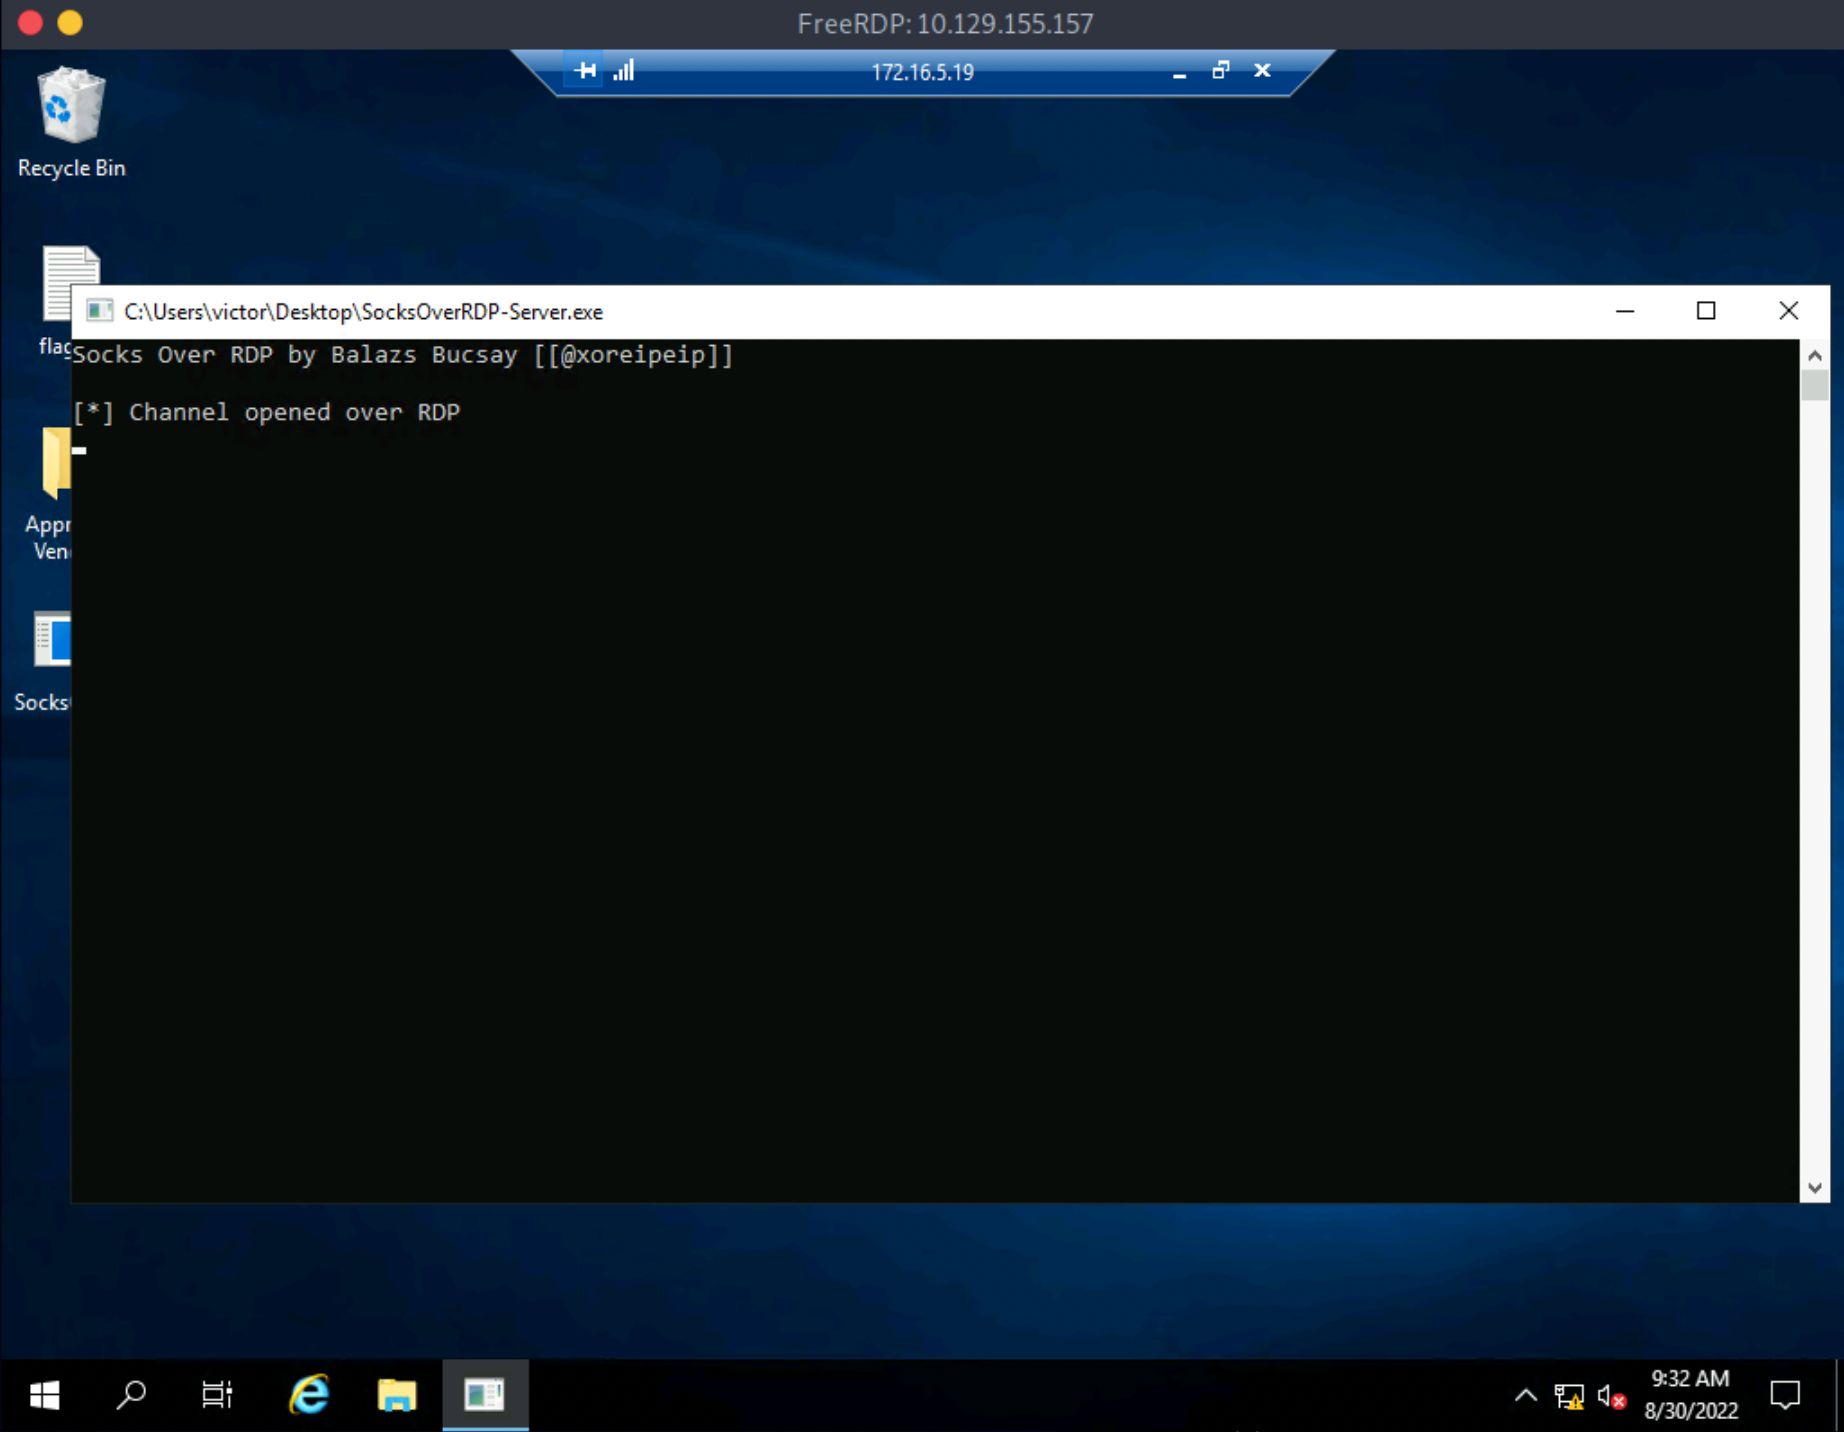 FreeRDP: 10.129.155.157
172.16.5.19
Recycle Bin
C:\Users\victor\Desktop\SocksOverRDP-Server.exe
flag
Socks Over RDP by Balazs Bucsay [[@xoreipeip]]
[*] Channel opened over RDP
Appr
Ven
Socks
9:32 AM
8/30/2022